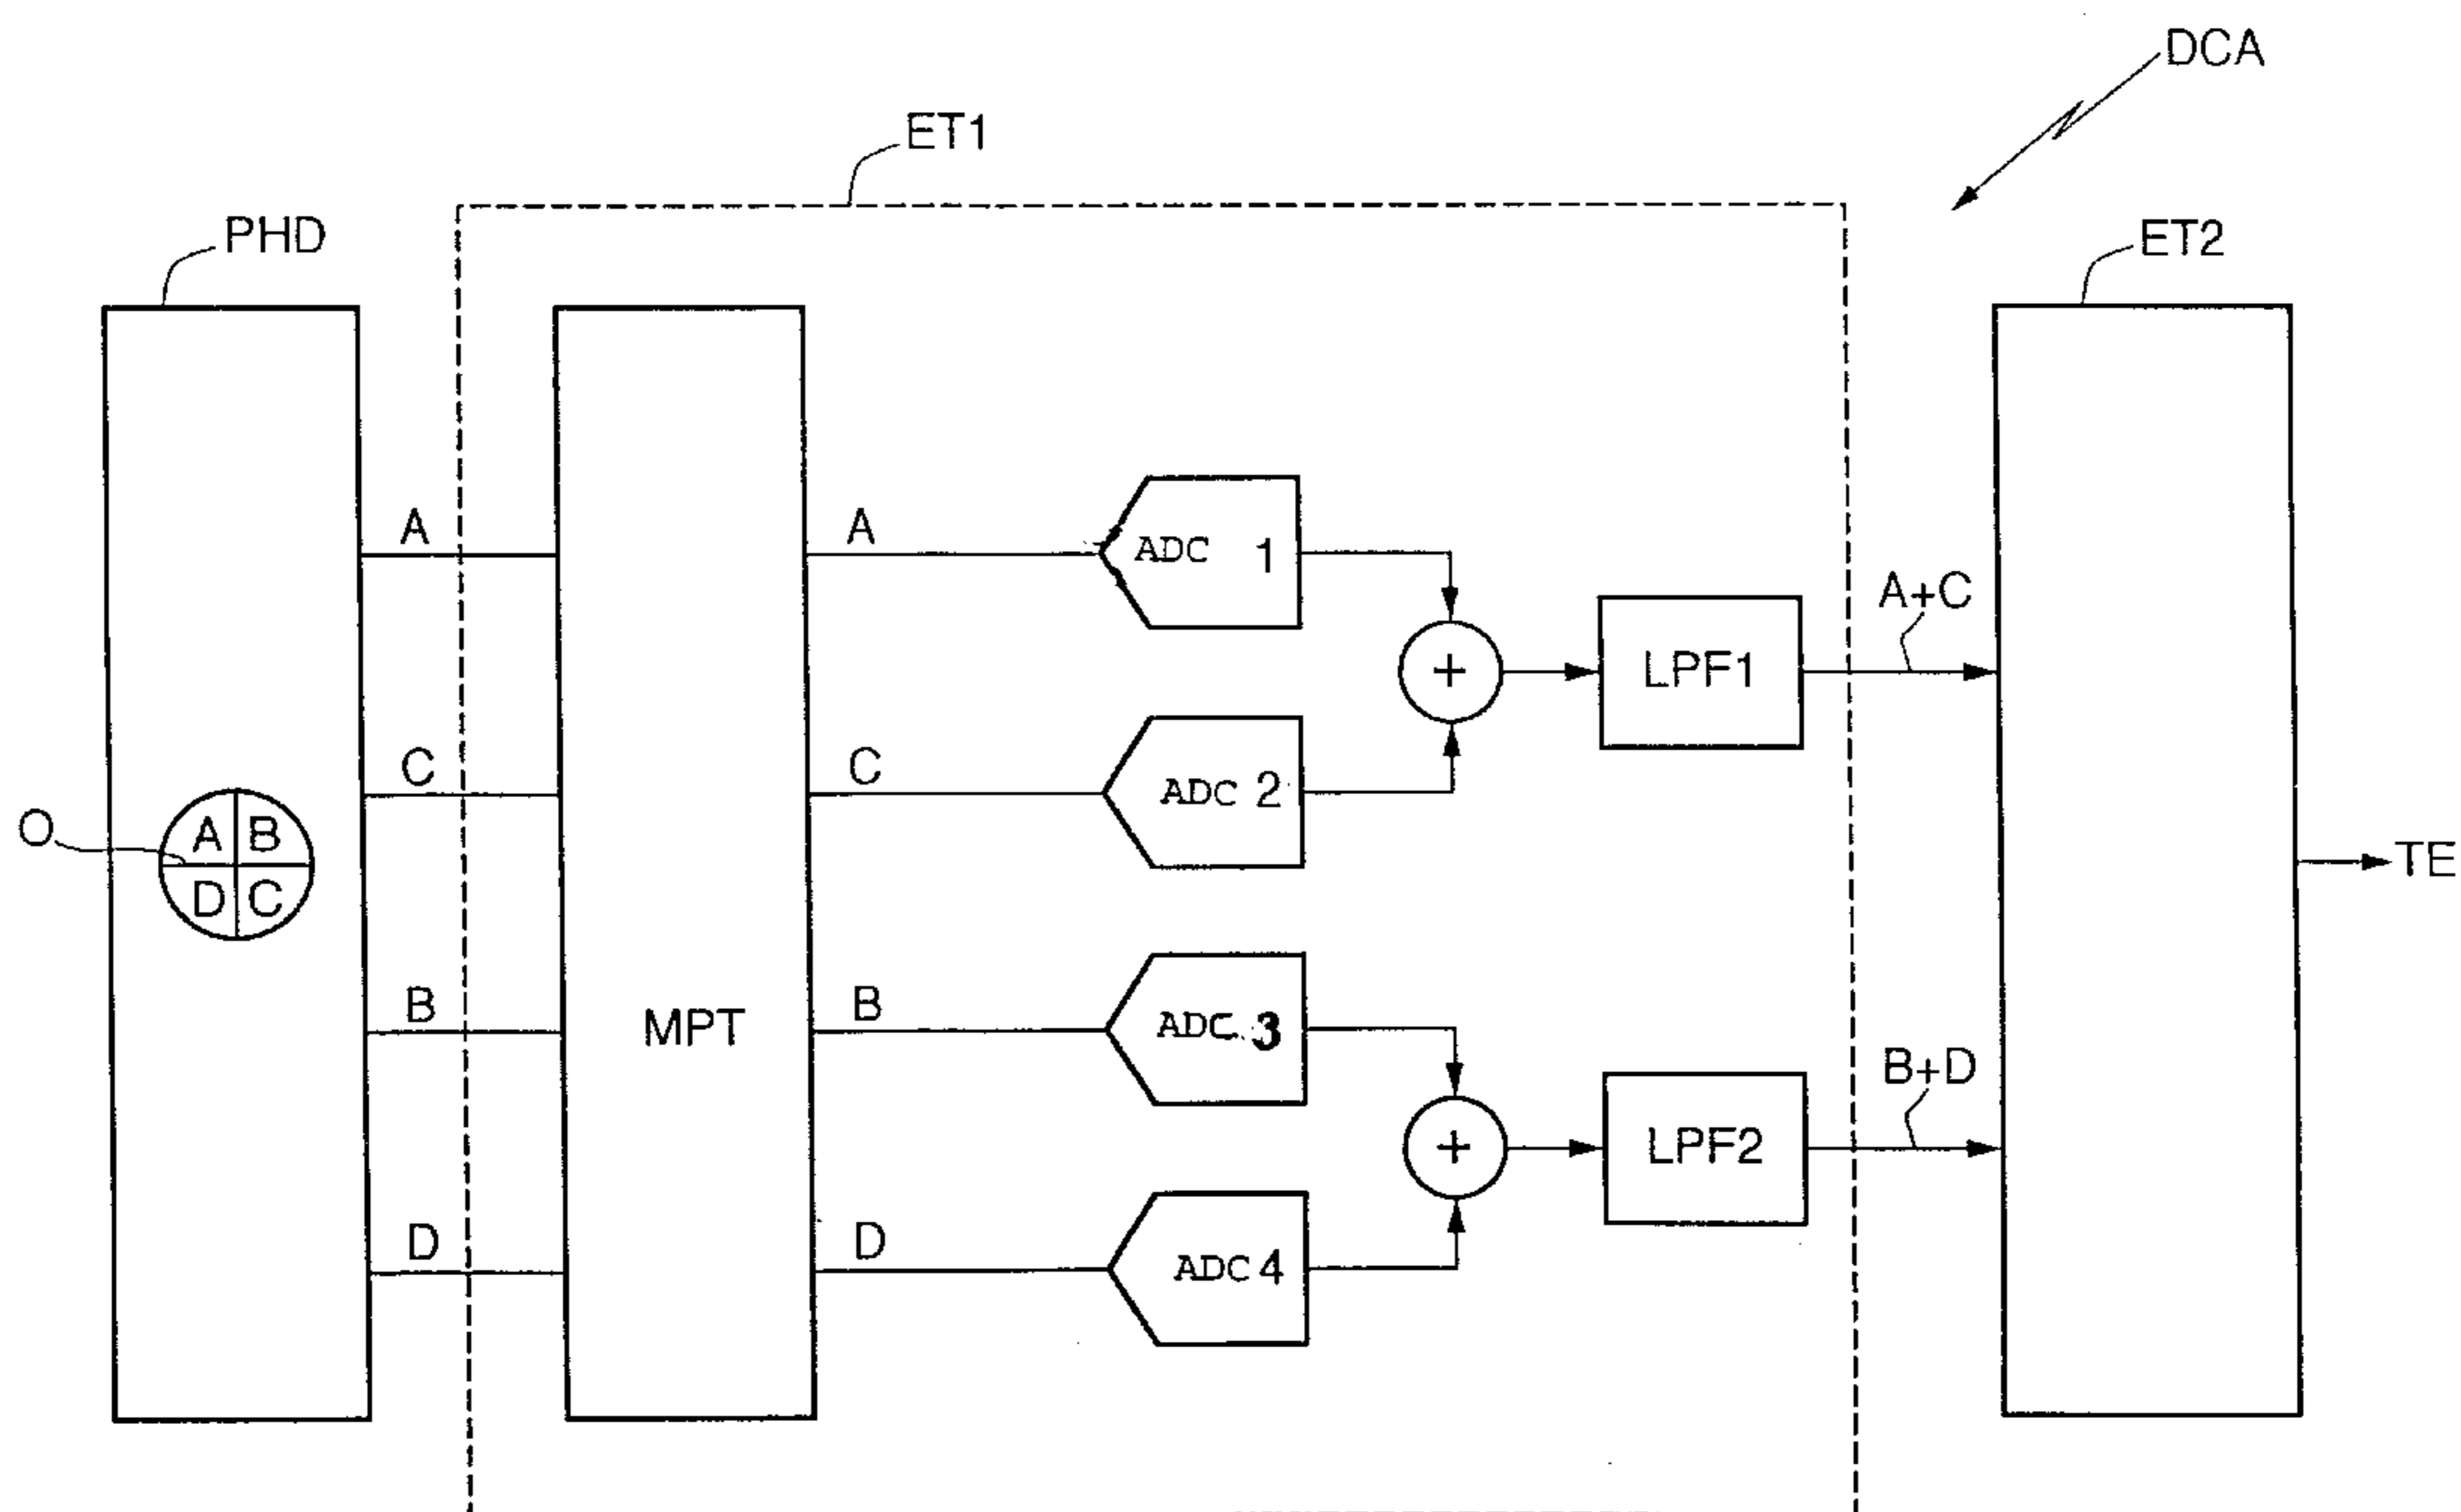 DCA
ET1
PHD
ET2
A
A
ADC 1
A+C
LPF1
+
C
C
ADC 2
O
A B
D C
TE
B
B
MPT
ADC 3
B+D
LPF2
+
D
D
ADC 4